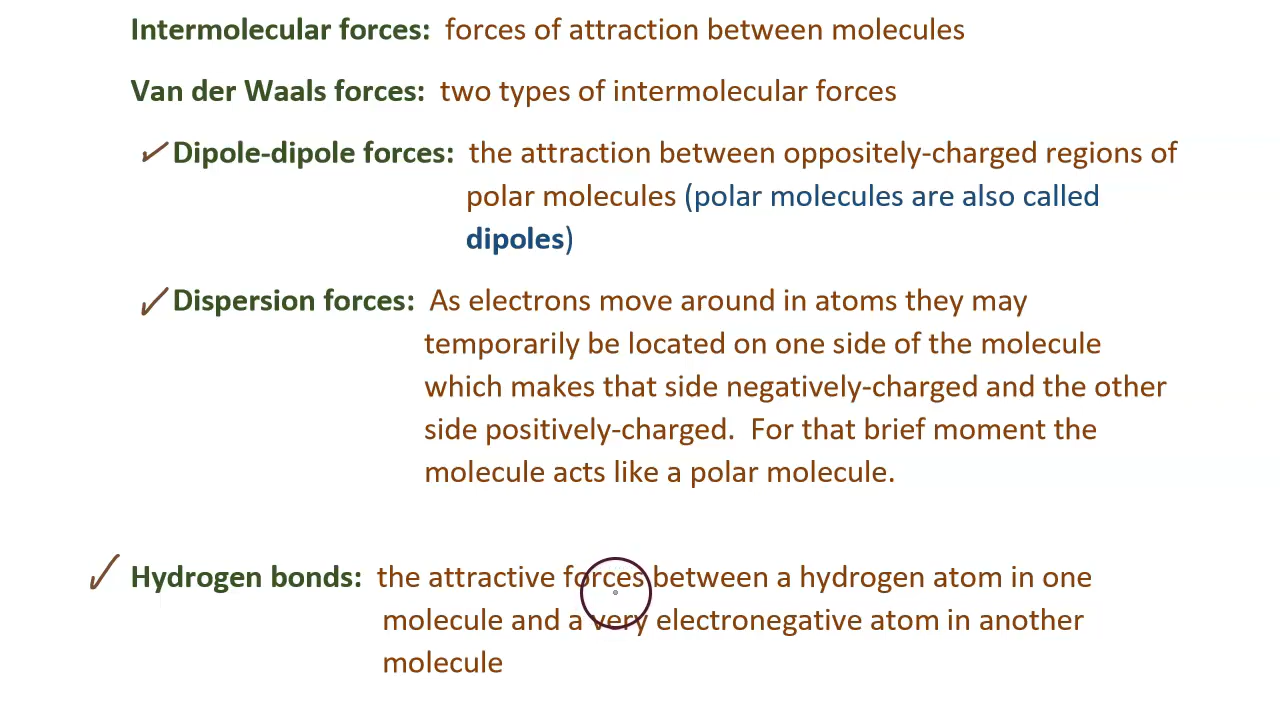 Intermolecular forces: forces of attraction between molecules
Van der Waals forces: two types of intermolecular forces
Dipole-dipole forces: the attraction between oppositely-charged regions of
polar molecules (polar molecules are also called
dipoles)
Dispersion forces: As electrons move around in atoms they may
temporarily be located on one side of the molecule
which makes that side negatively-charged and the other
side positively-charged. For that brief moment the
molecule acts like a polar molecule.
Hydrogen bonds: the attractive forces between a hydrogen atom in one
molecule and a very electronegative atom in another
molecule